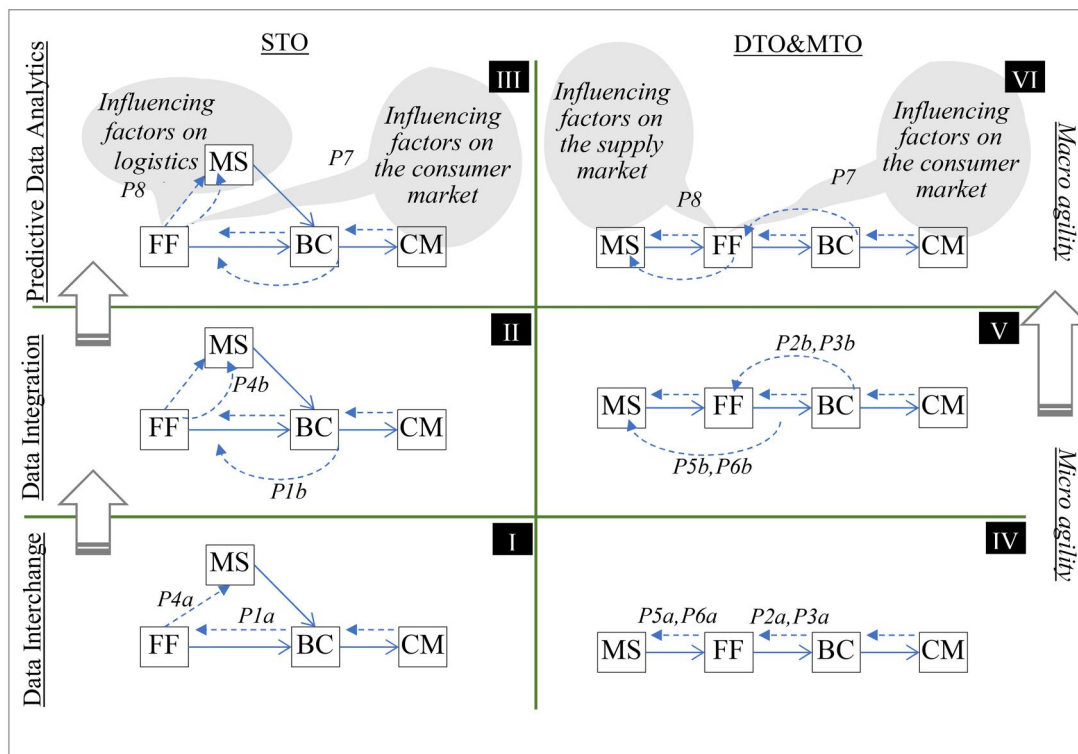 STO
DTO&MTO
Predictive Data Analytics
III
Influencing
factors on
logistics
P8
MS
P7
Influencing
factors on
the consumer
market
FF
BC
CM
VI
Influencing
factors on
the supply
market
P8
P7
Influencing
factors on
the consumer
market
MS
FF
BC
CM
Macro agility
Data Integration
II
MS
P4b
FF
BC
CM
P1b
V
P2b,P3b
MS
FF
BC
CM
P5b,P6b
Micro agility
Data Interchange
I
MS
P4a
P1a
FF
BC
CM
IV
P5a,P6a
P2a,P3a
MS
FF
BC
CM